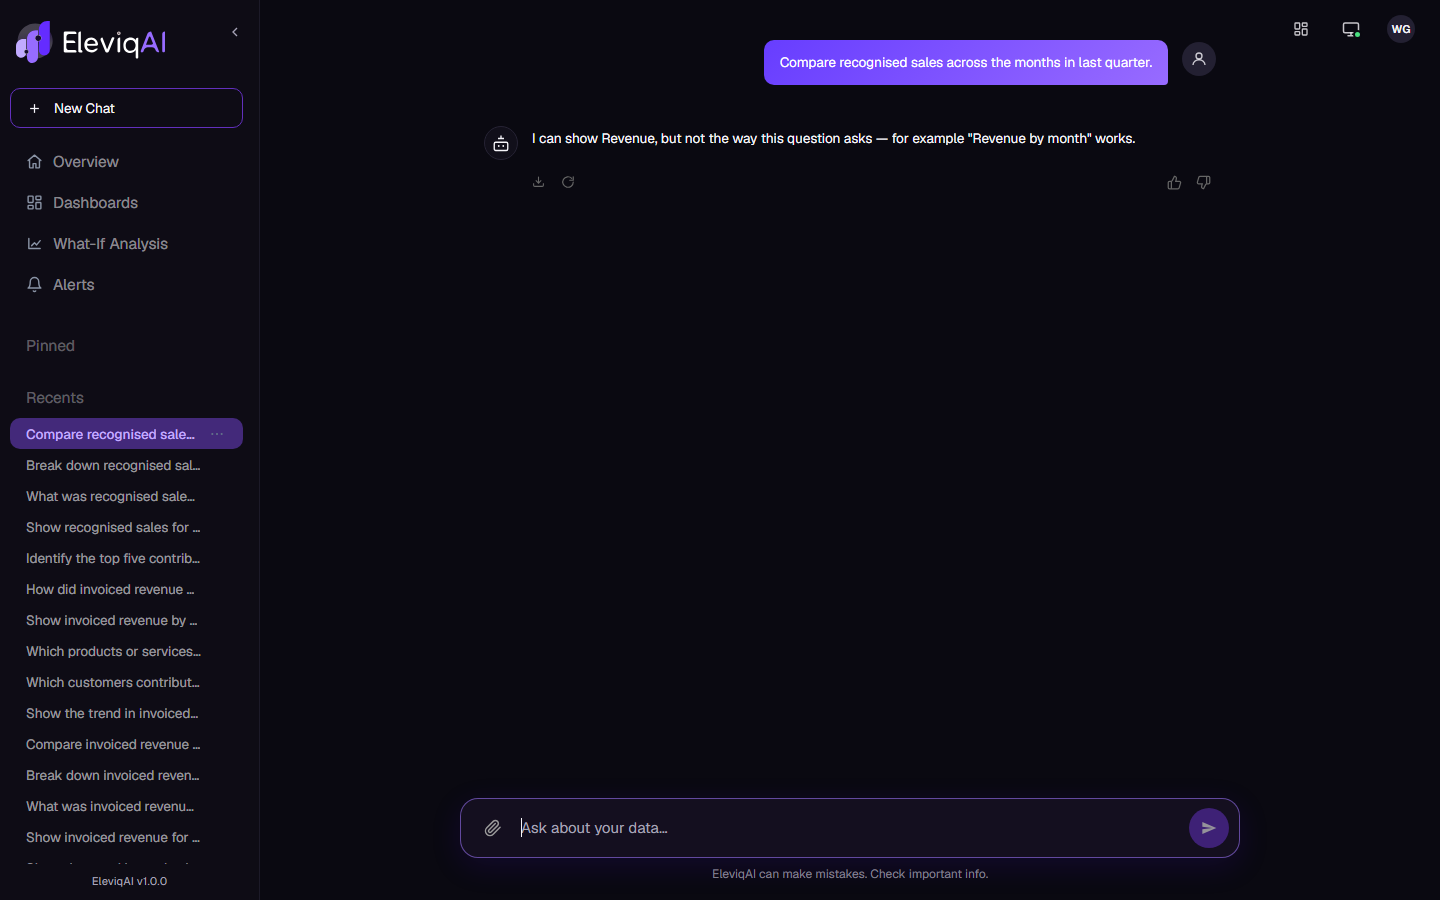 EleviqAI
New Chat
Overview
Dashboards
What-If Analysis
Alerts
Pinned
Recents
Compare recognised sale...
Break down recognised sal...
What was recognised sale...
Show recognised sales for ...
Identify the top five contrib...
How did invoiced revenue ...
Show invoiced revenue by ...
Which products or services...
Which customers contribut...
Show the trend in invoiced...
Compare invoiced revenue ...
Break down invoiced reven...
What was invoiced revenu...
Show invoiced revenue for ...
EleviqAI v1.0.0
WG
Compare recognised sales across the months in last quarter.
I can show Revenue, but not the way this question asks — for example "Revenue by month" works.
Ask about your data...
EleviqAI can make mistakes. Check important info.